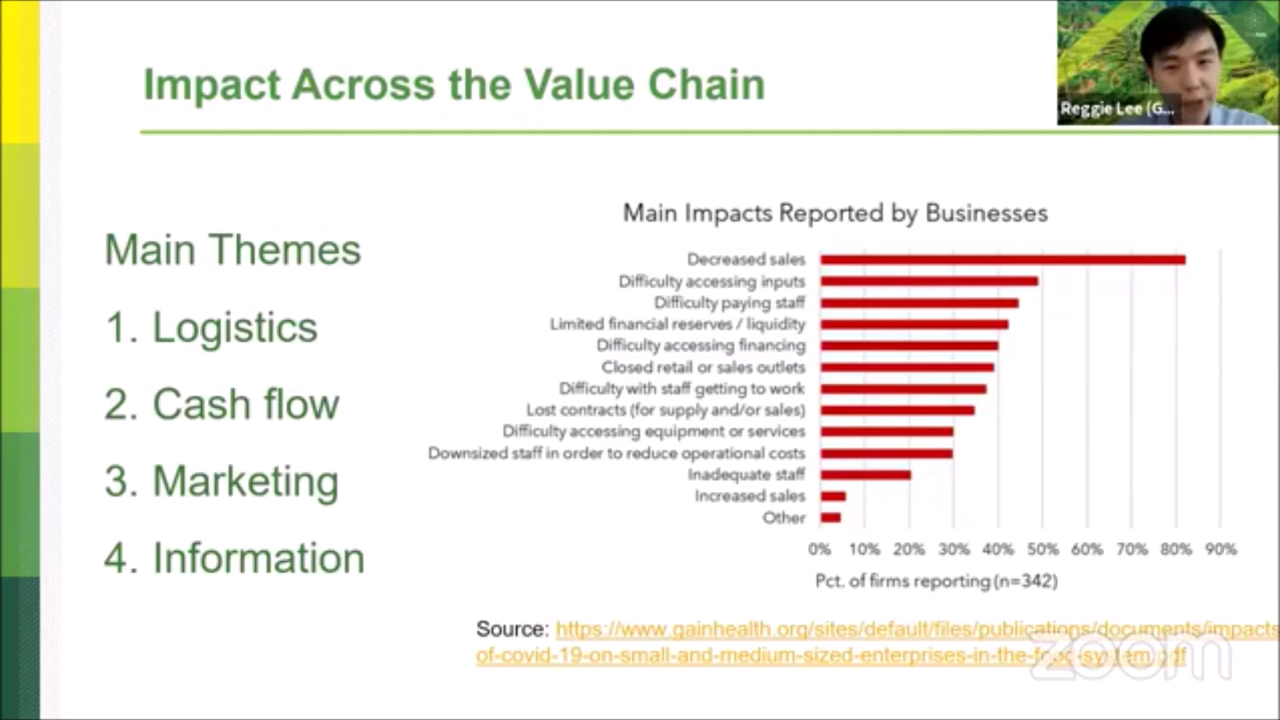 Impact Across the Value Chain
Reggie Lee (G...
Main Themes
1. Logistics
2. Cash flow
3. Marketing
4. Information
Main Impacts Reported by Businesses
Decreased sales
Difficulty accessing inputs
Difficulty paying staff
Limited financial reserves / liquidity
Difficulty accessing financing
Closed retail or sales outlets
Difficulty with staff getting to work
Lost contracts (for supply and/or sales)
Difficulty accessing equipment or services
Downsized staff in order to reduce operational costs
Inadequate staff
Increased sales
Other
0% 10% 20% 30% 40% 50% 60% 70% 80% 90%
Pct. of firms reporting (n=342)
Source: https://www.gainhealth.org/sites/default/files/publications/documents/impacts
of-covid-19-on-small-and-medium-sized-enterprises-in-the-food-system.pdf
zoom